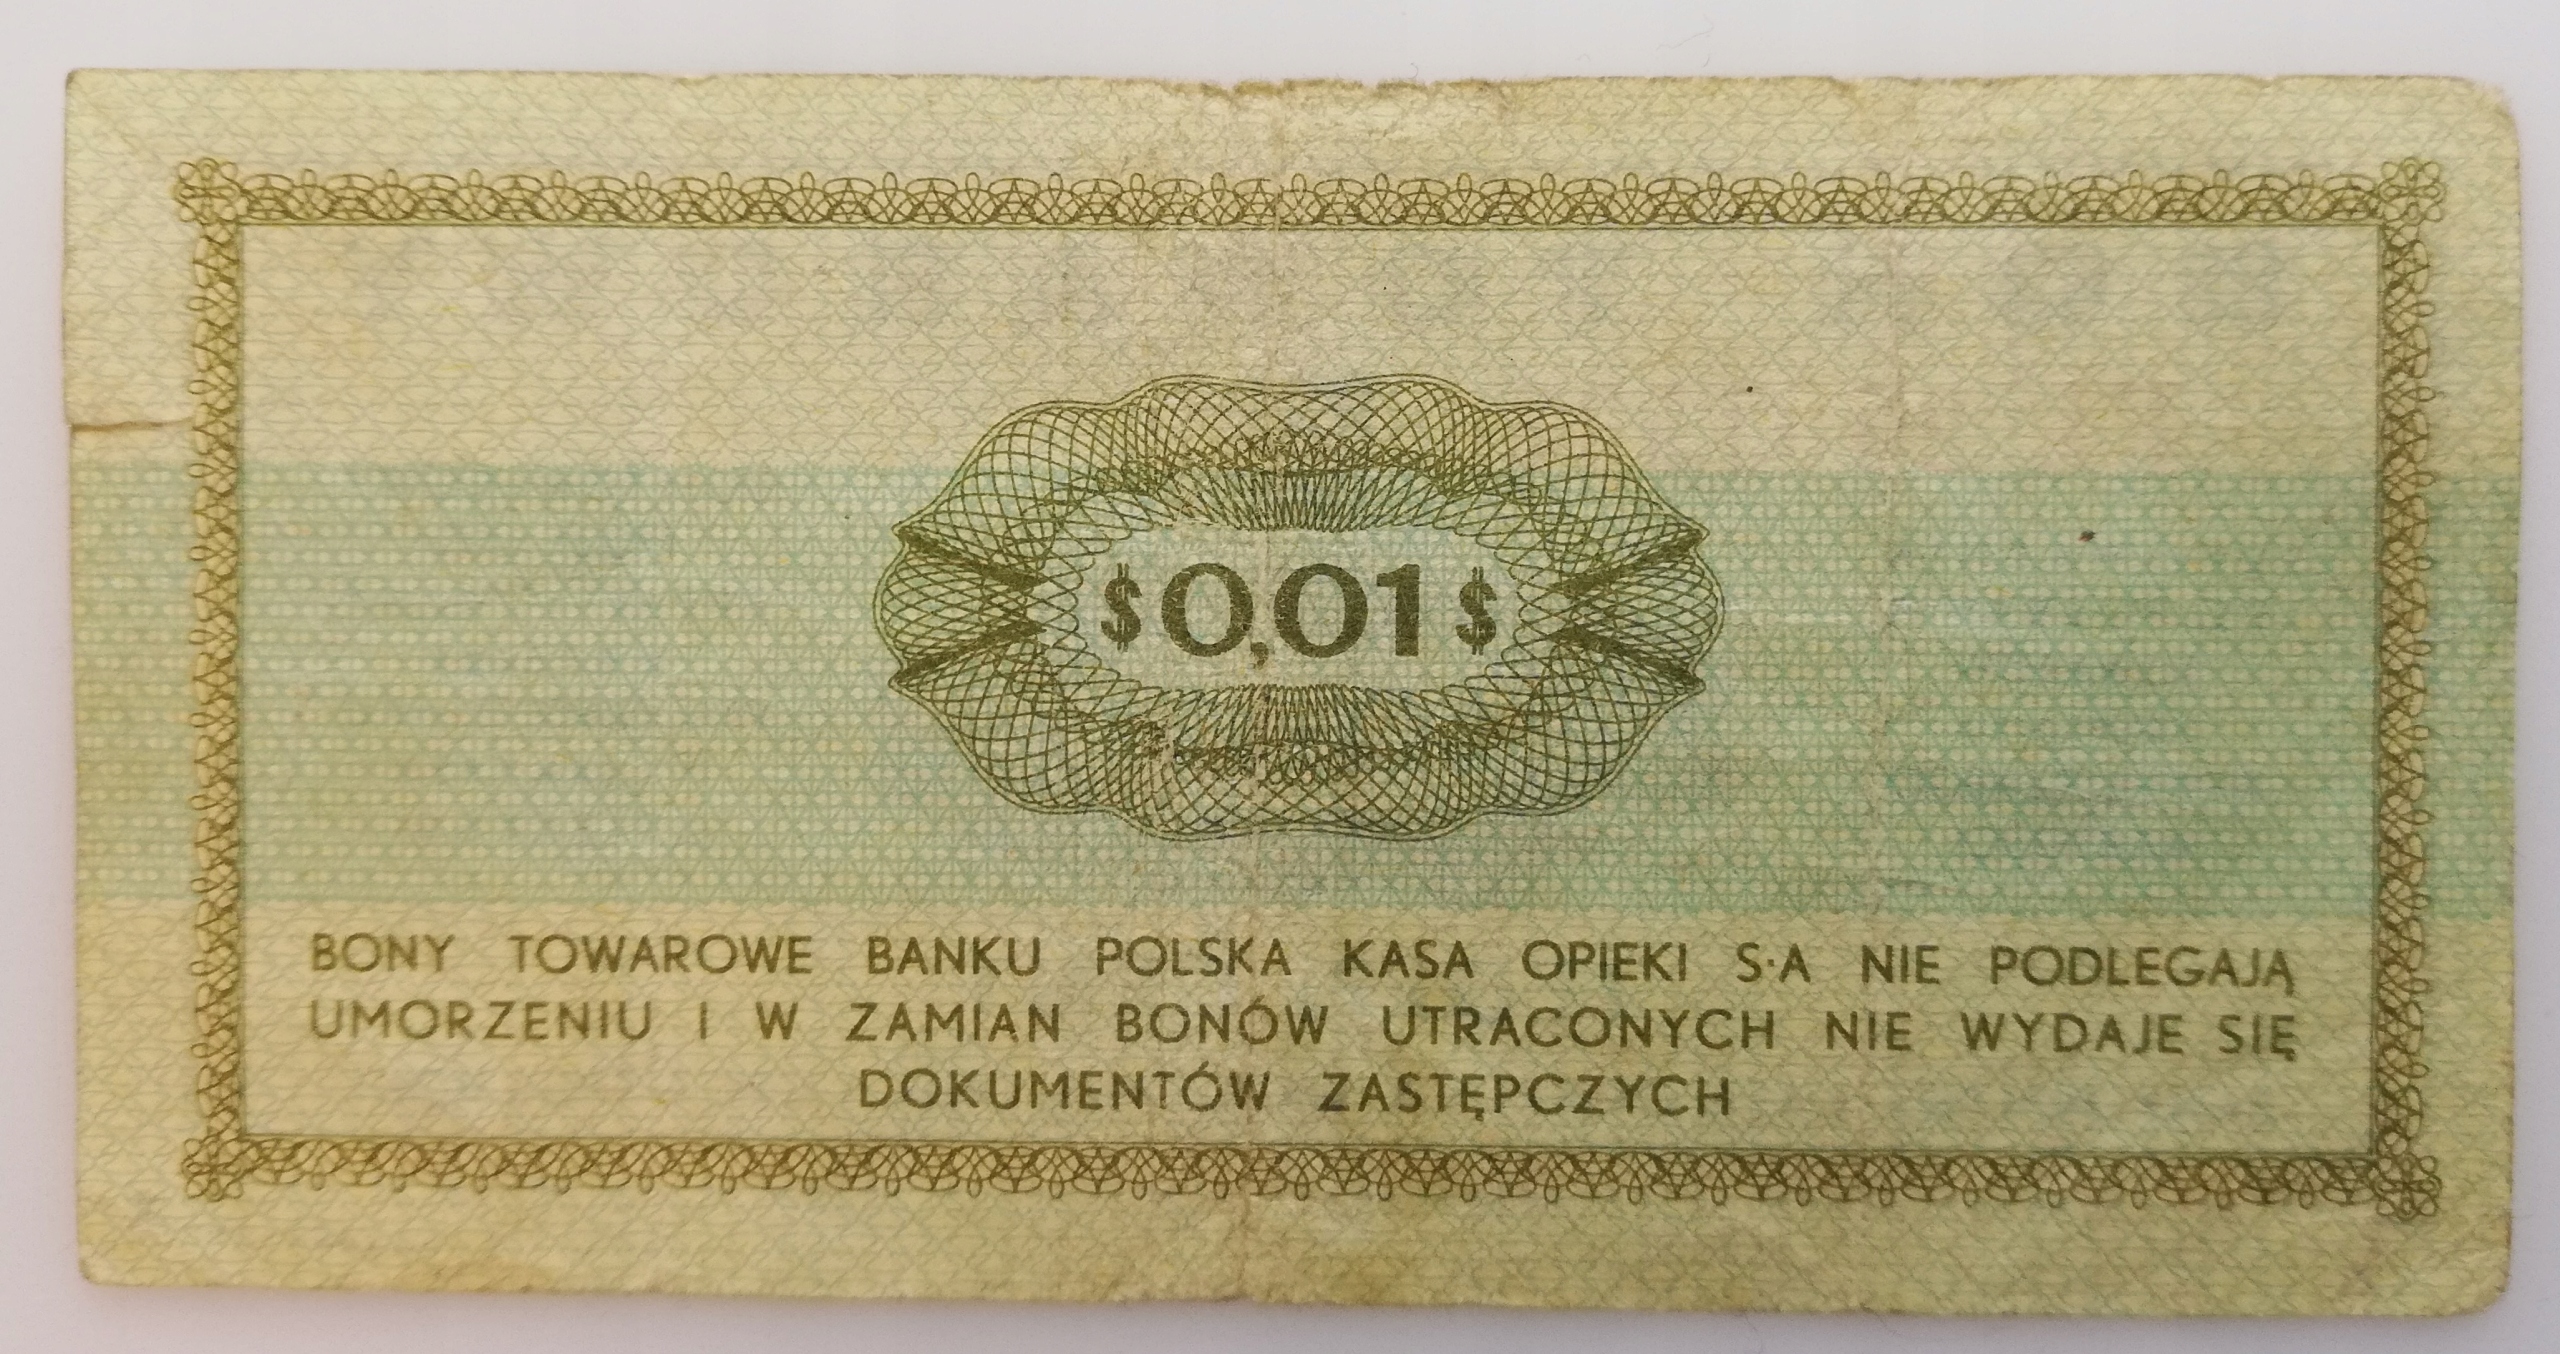 $ 0,01 $
BONY TOWAROWE BANKU POLSKA KASA OPIEKI S·A NIE PODLEGAJĄ
UMORZENIU I W ZAMIAN BONÓW UTRACONYCH NIE WYDAJE SIĘ
DOKUMENTÓW ZASTĘPCZYCH